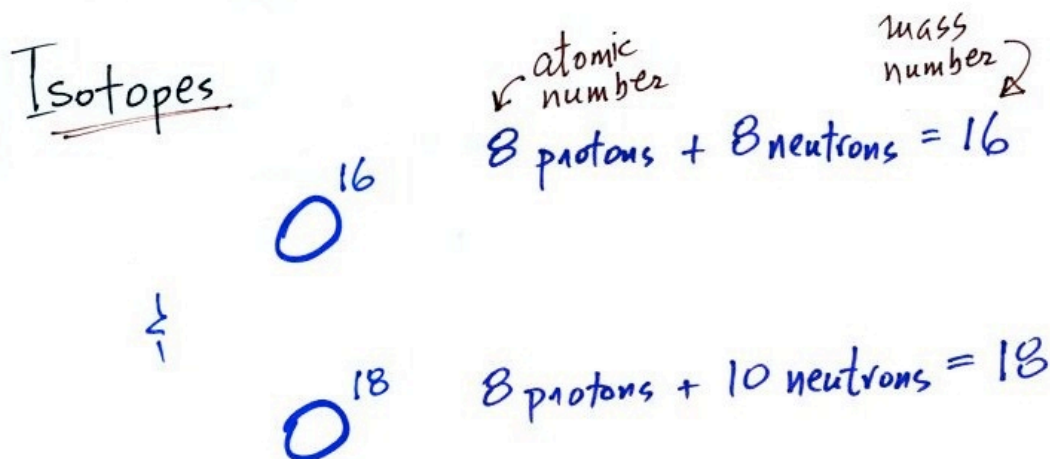 Isotopes
atomic number
mass number
8 protons + 8 neutrons = 16
O¹⁶
&
O¹⁸
8 protons + 10 neutrons = 18